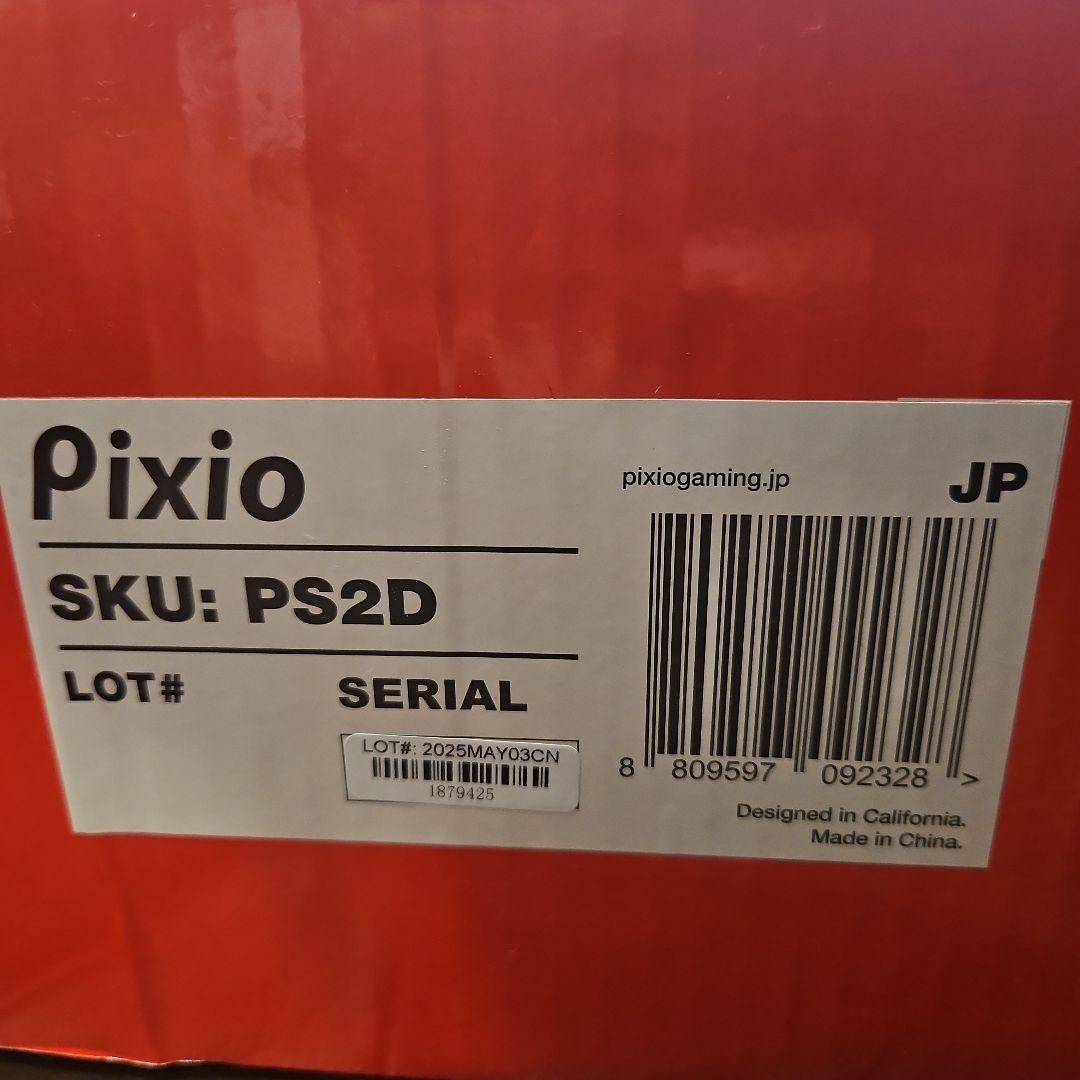 Pixio
SKU: PS2D
LOT#
SERIAL
LOT#: 2025MAY03CN
1879425
pixiogaming.jp
JP
8 809597 092328 >
Designed in California.
Made in China.